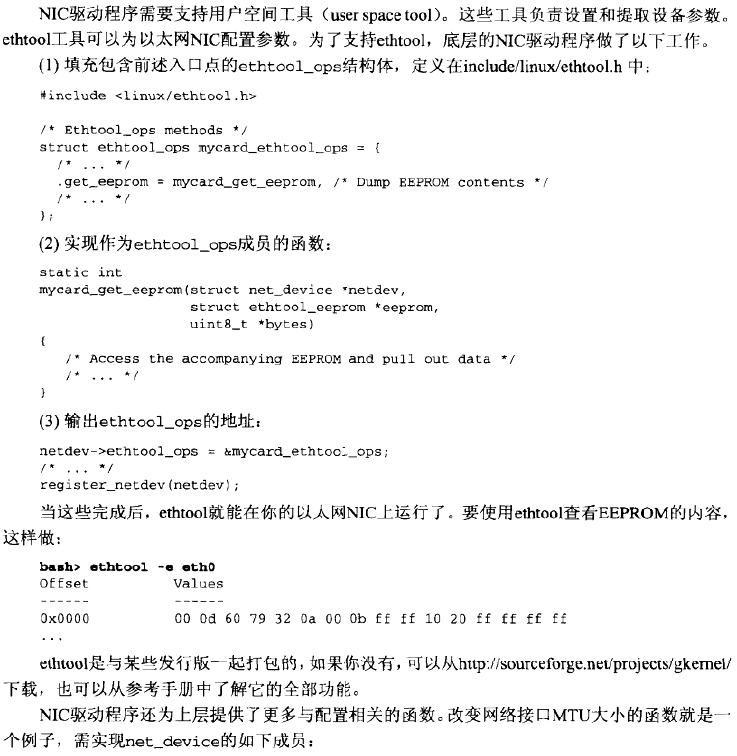 NIC驱动程序需要支持用户空间工具（user space tool）。这些工具负责设置和提取设备参数。
ethtool工具可以为以太网NIC配置参数。为了支持ethtool，底层的NIC驱动程序做了以下工作。
(1) 填充包含前述入口点的ethtool_ops结构体，定义在include/linux/ethtool.h 中：
#include <linux/ethtool.h>
/* Ethtool_ops methods */
struct ethtool_ops mycard_ethtool_ops = {
/* ... */
.get_eeprom = mycard_get_eeprom, /* Dump EEPROM contents */
/* ... */
};
(2) 实现作为ethtool_ops成员的函数：
static int
mycard_get_eeprom(struct net_device *netdev,
struct ethtool_eeprom *eeprom,
uint8_t *bytes)
{
/* Access the accompanying EEPROM and pull out data */
/* ... */
}
(3) 输出ethtool_ops的地址：
netdev->ethtool_ops = &mycard_ethtool_ops;
/* ... */
register_netdev(netdev);
当这些完成后，ethtool就能在你的以太网NIC上运行了。要使用ethtool查看EEPROM的内容，
这样做：
bash> ethtool -e eth0
Offset Values
------ ------
0x0000 00 0d 60 79 32 0a 00 0b ff ff 10 20 ff ff ff ff
...
ethtool是与某些发行版一起打包的，如果你没有，可以从http://sourceforge.net/projects/gkernel/
下载，也可以从参考手册中了解它的全部功能。
NIC驱动程序还为上层提供了更多与配置相关的函数。改变网络接口MTU大小的函数就是一
个例子，需实现net_device的如下成员：